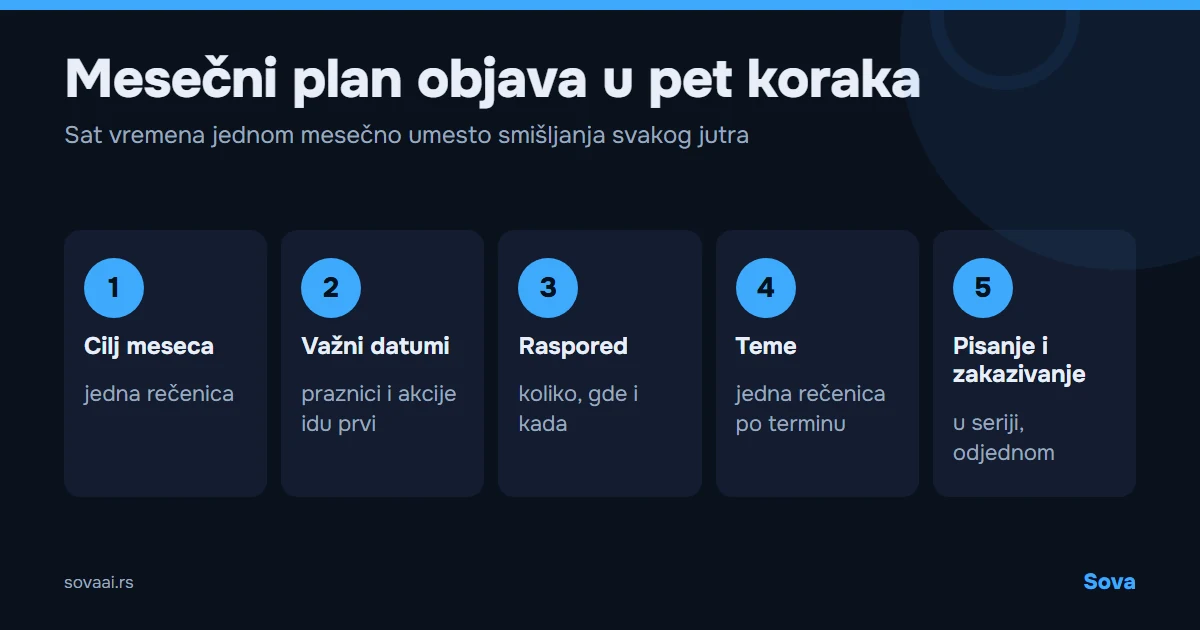 Mesečni plan objava u pet koraka
Sat vremena jednom mesečno umesto smišljanja svakog jutra
1
Cilj meseca
jedna rečenica
2
Važni datumi
praznici i akcije
idu prvi
3
Raspored
koliko, gde i
kada
4
Teme
jedna rečenica
po terminu
5
Pisanje i
zakazivanje
u seriji,
odjednom
sovaai.rs
Sova